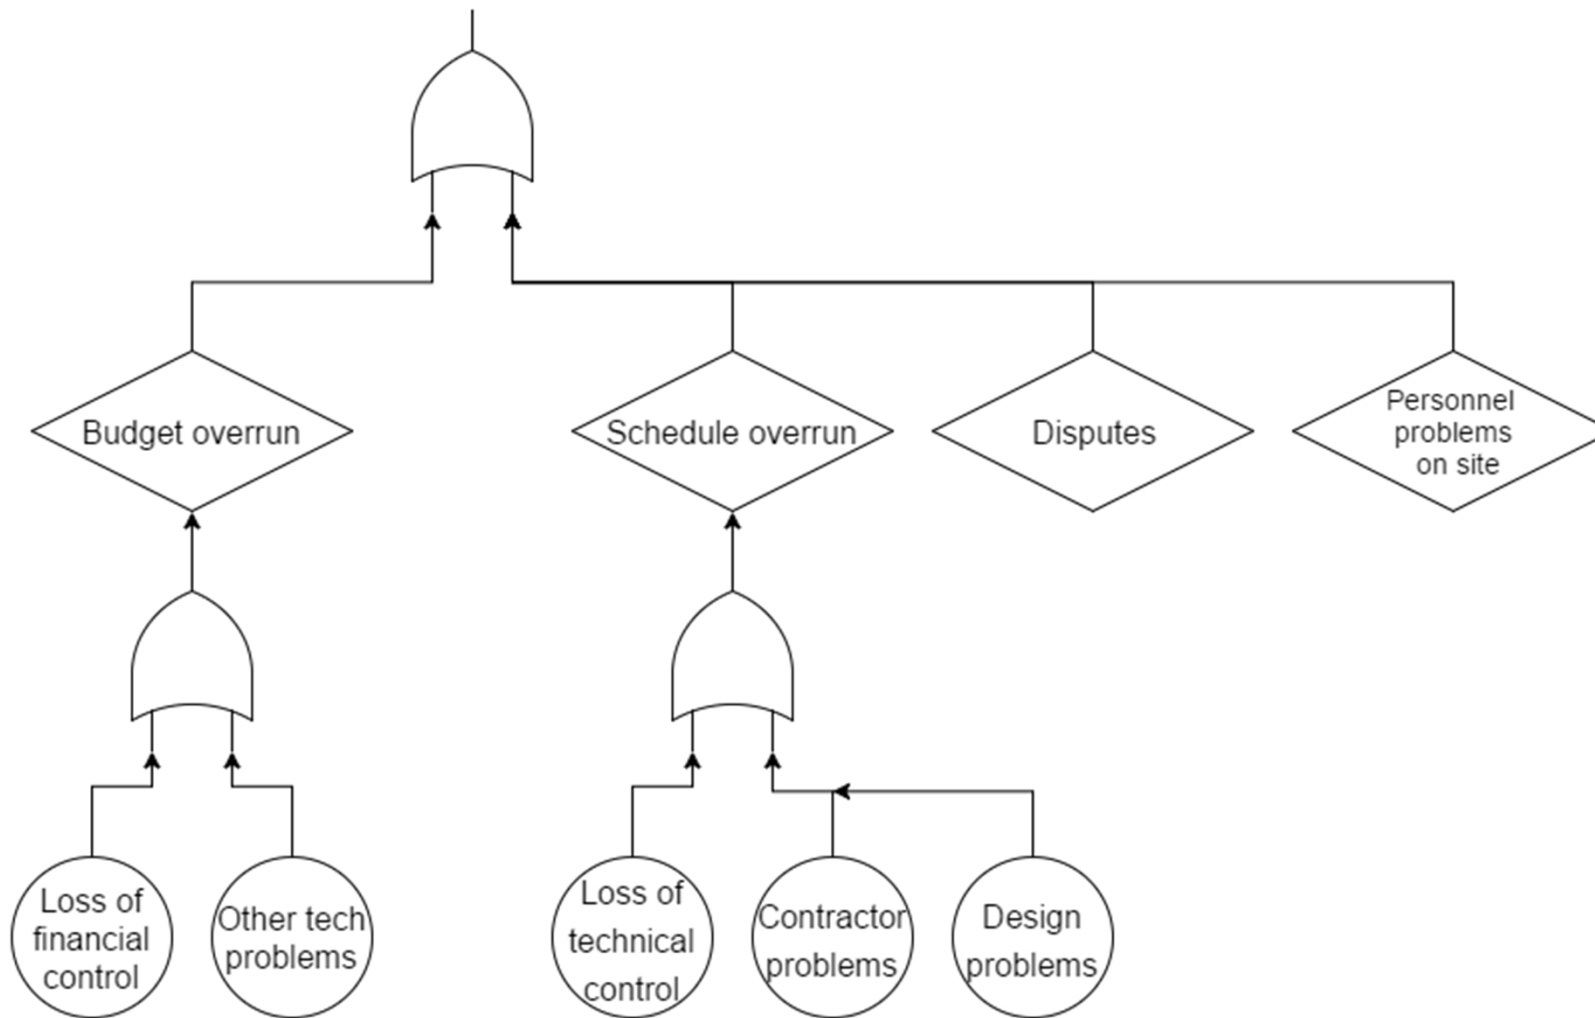 Budget overrun
Schedule overrun
Disputes
Personnel
problems
on site
Loss of
financial
control
Other tech
problems
Loss of
technical
control
Contractor
problems
Design
problems